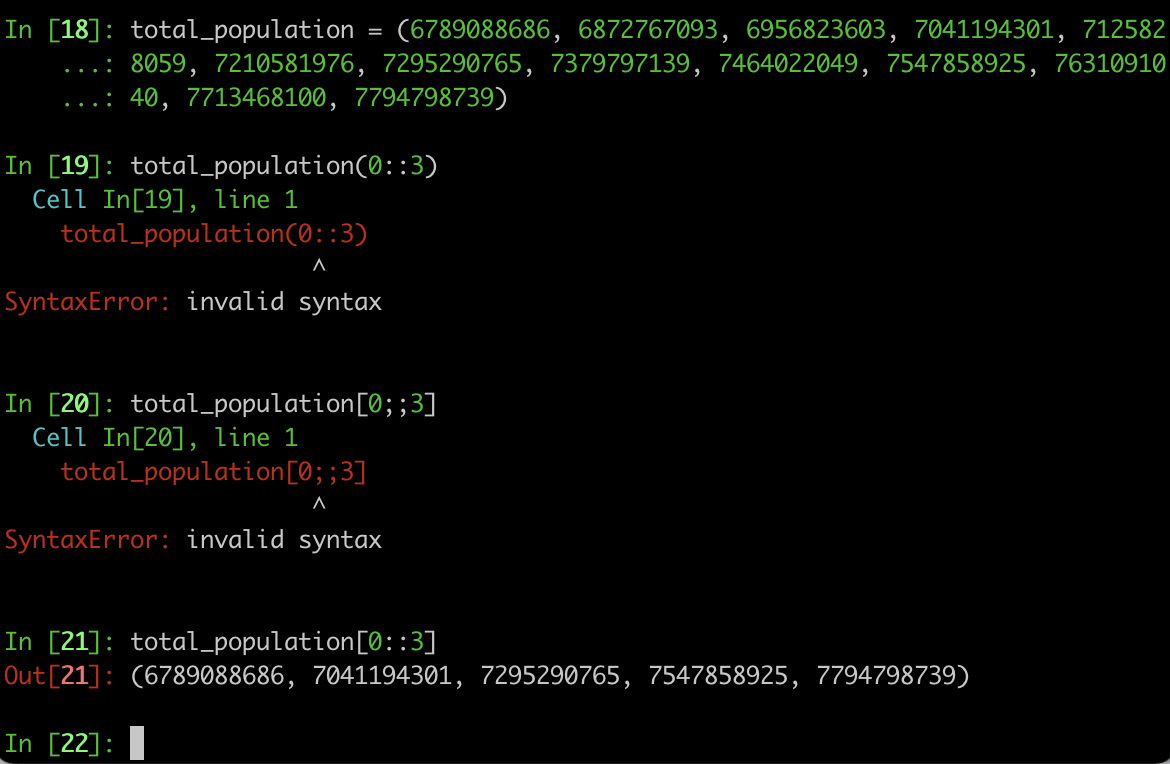 In [18]: total_population = (6789088686, 6872767093, 6956823603, 7041194301, 712582
...: 8059, 7210581976, 7295290765, 7379797139, 7464022049, 7547858925, 76310910
...: 40, 7713468100, 7794798739)
In [19]: total_population(0::3)
Cell In[19], line 1
total_population(0::3)
^
SyntaxError: invalid syntax
In [20]: total_population[0;;3]
Cell In[20], line 1
total_population[0;;3]
^
SyntaxError: invalid syntax
In [21]: total_population[0::3]
Out[21]: (6789088686, 7041194301, 7295290765, 7547858925, 7794798739)
In [22]: